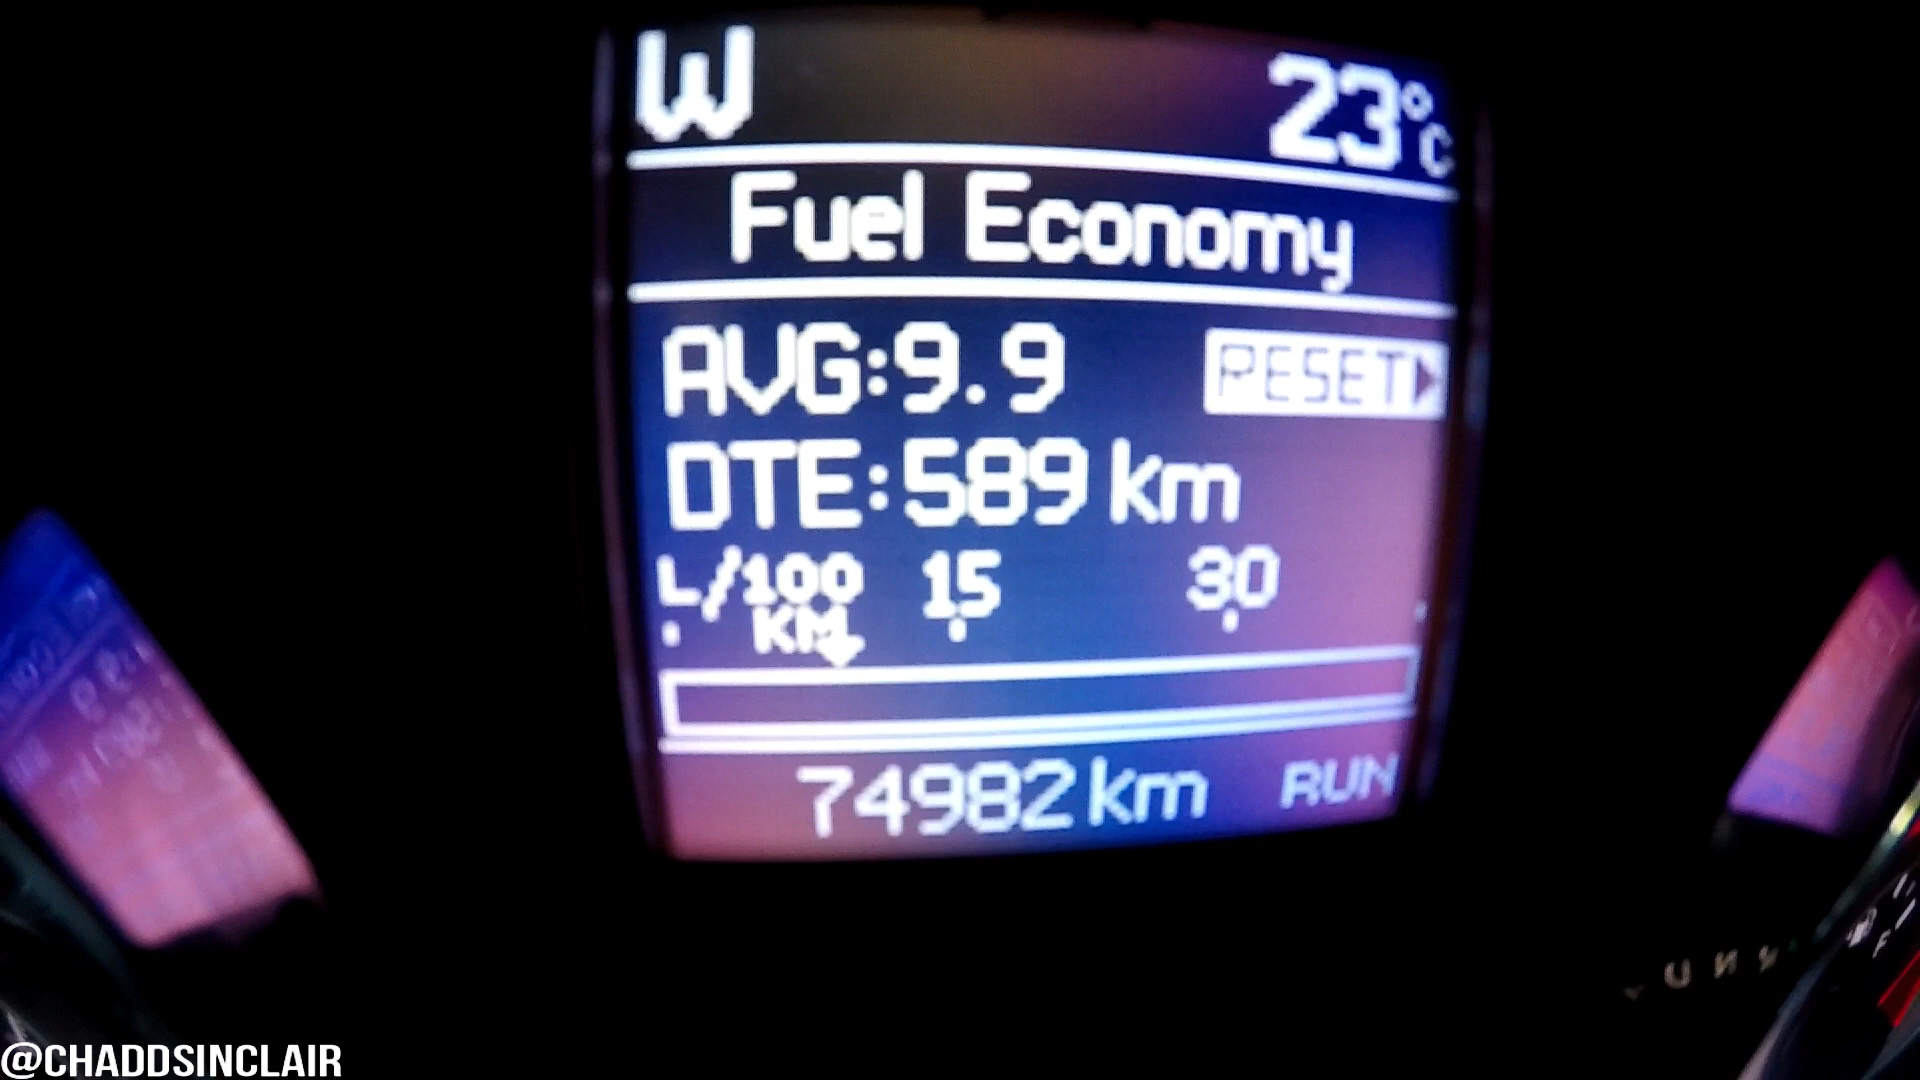 W 23°C
Fuel Economy
AVG:9.9 RESET
DTE:589 km
L/100 15 30
KM
74982 km RUN
F
@CHADDSINCLAIR